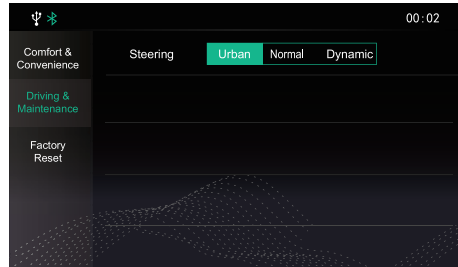 00:02
Comfort &
Convenience
Steering Urban Normal Dynamic
Driving &
Maintenance
Factory
Reset